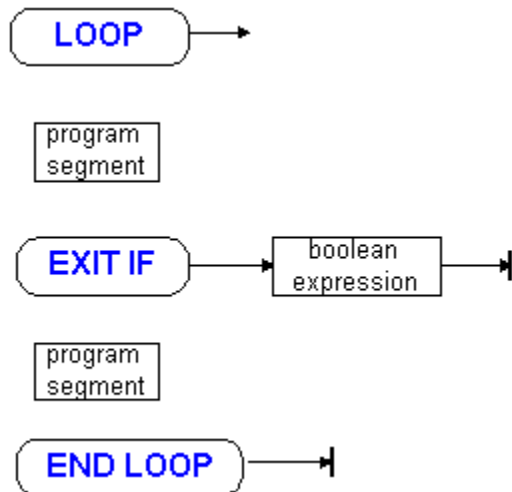 LOOP
program
segment
EXIT IF
boolean
expression
program
segment
END LOOP